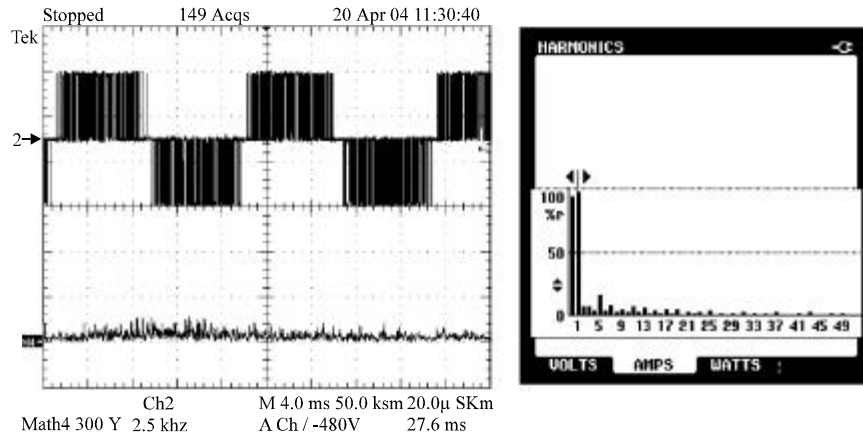 Stopped 149 Acqs 20 Apr 04 11:30:40
Tek
2
Ch2 M 4.0 ms 50.0 ksm 20.0µ SKm
Math4 300 Y 2.5 khz A Ch / -480V 27.6 ms
HARMONICS
100
%r
50
0
1 5 9 13 17 21 25 29 33 37 41 45 49
VOLTS AMPS WATTS